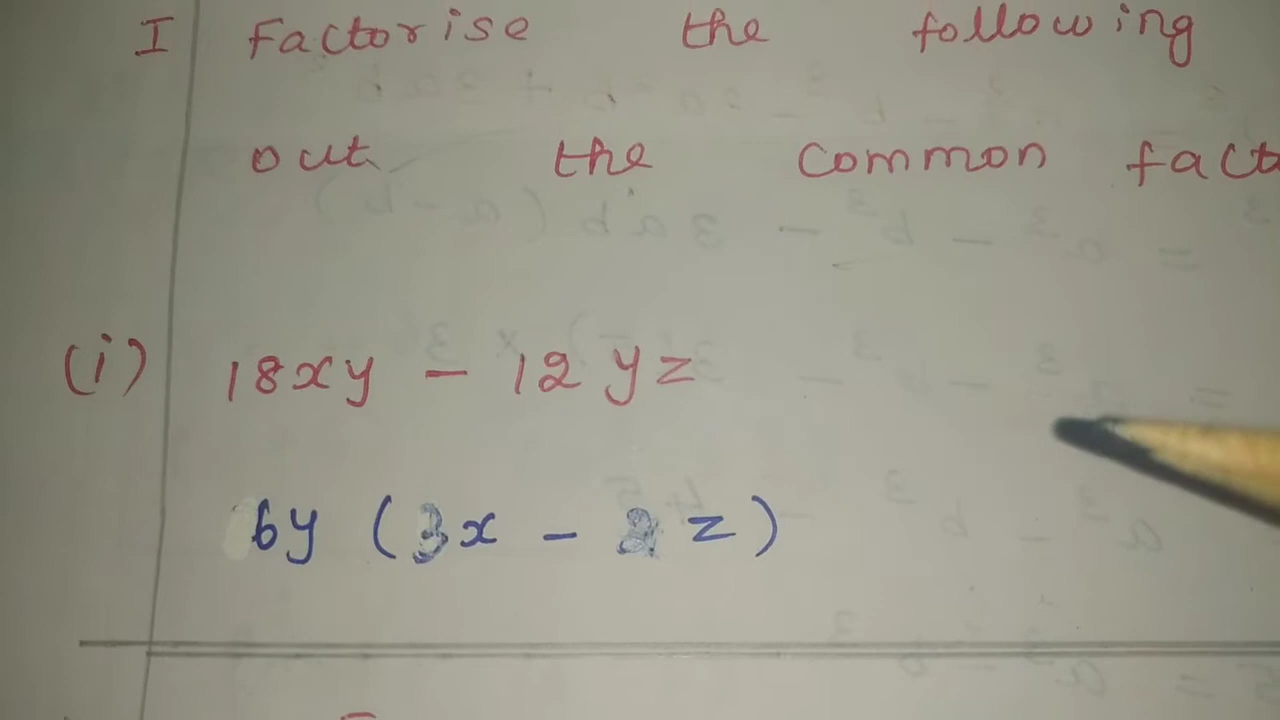 I Factorise the following
out the common fact
(i) 18xy - 12yz
6y (3x - 2z)